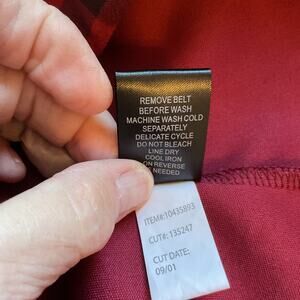 REMOVE BELT
BEFORE WASH
MACHINE WASH COLD
SEPARATELY
DELICATE CYCLE
DO NOT BLEACH
LINE DRY
COOL IRON
ON REVERSE
NEEDED
ITEM#:10435893
CUT#:135247
CUT DATE:
09/01